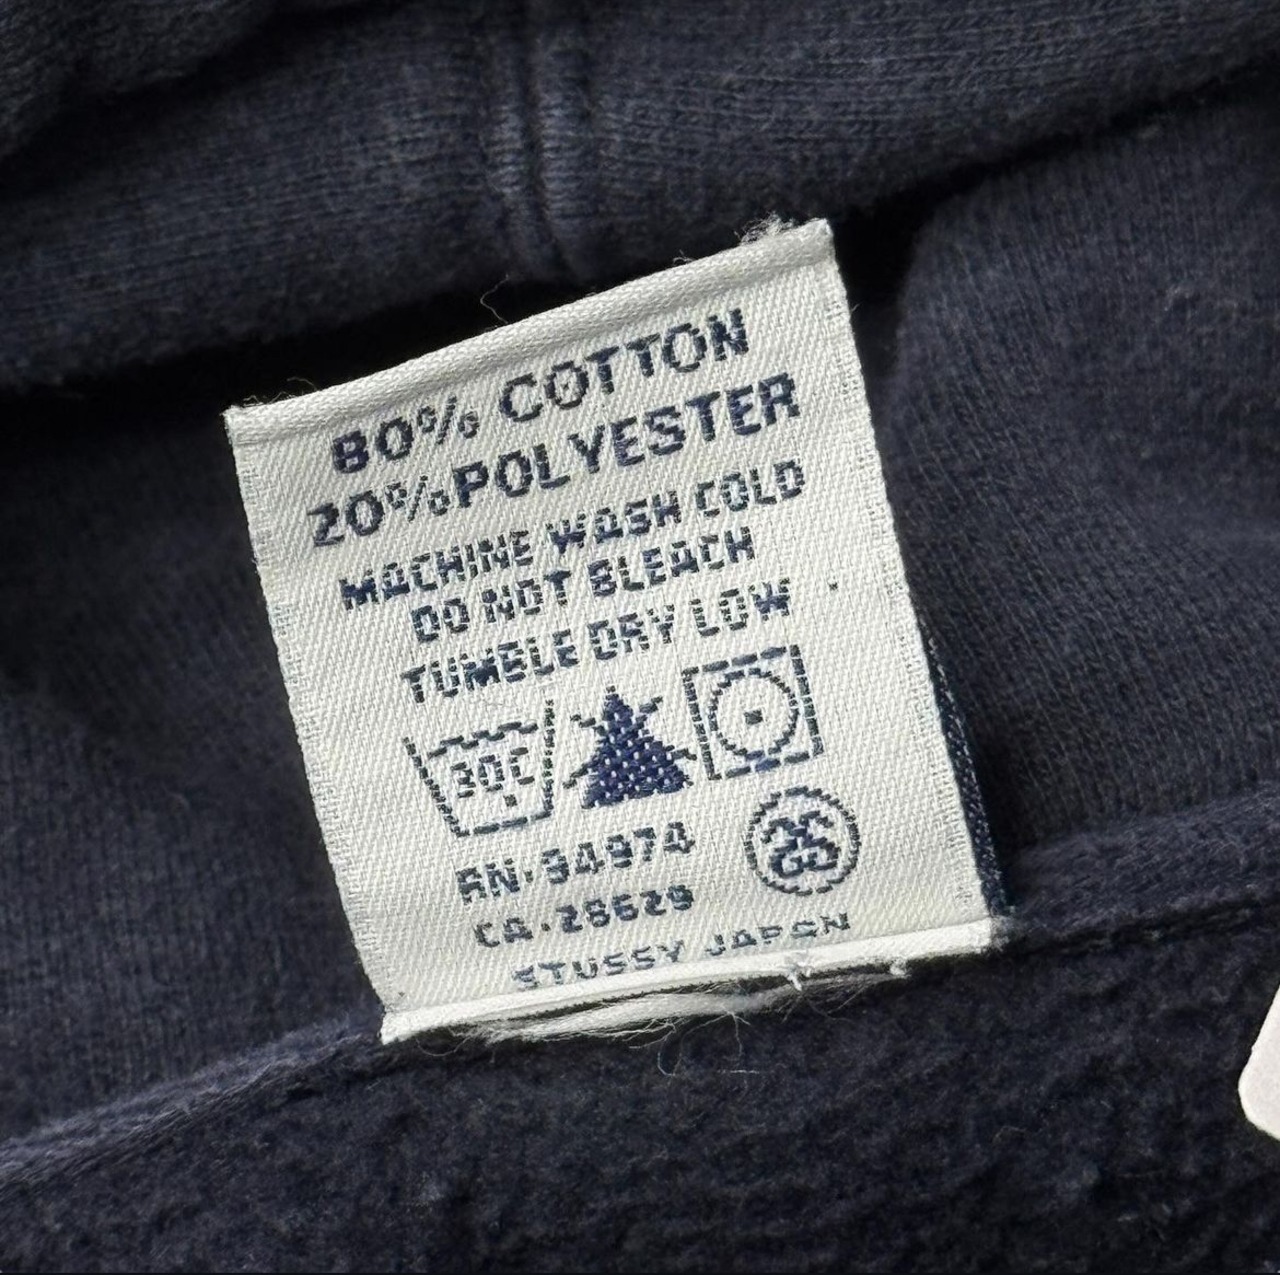 80% COTTON
20% POLYESTER
MACHINE WASH COLD
DO NOT BLEACH
TUMBLE DRY LOW
30C
RN.94974
CA.28629
STUSSY JAPAN